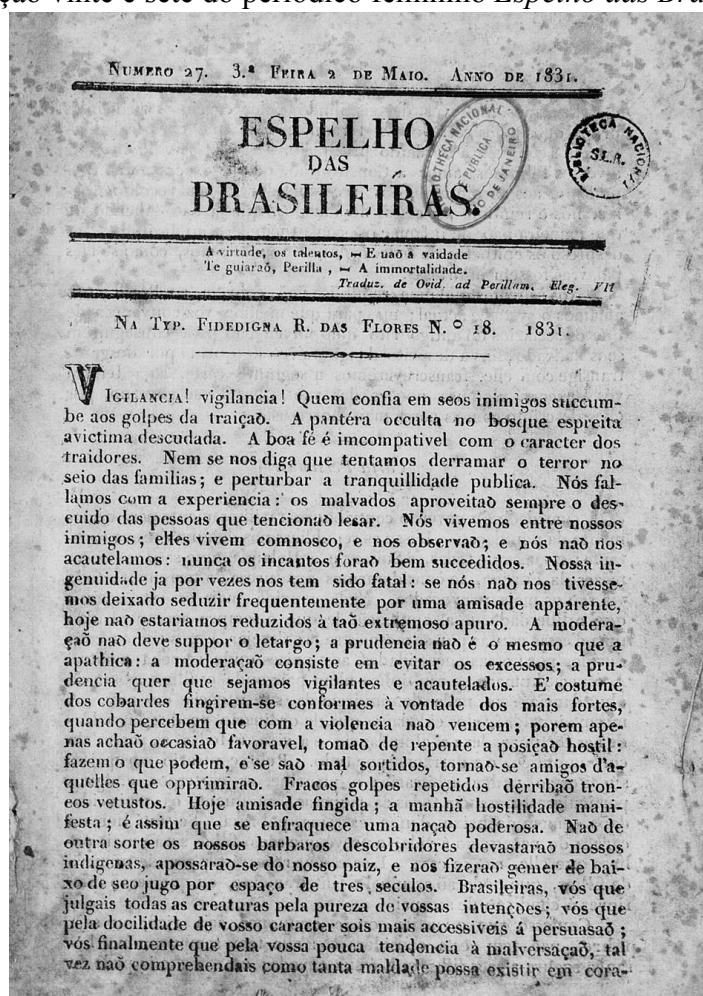 ção vinte e sete do periódico feminino Espelho das Bra
NUMERO 27. 3.ª FEIRA 2 DE MAIO. ANNO DE 1831.
ESPELHO
DAS
BRASILEIRAS.
BIBLIOTHECA NACIONAL
PUBLICA
RIO DE JANEIRO
BIBLIOTECA NACIONAL
S.L.R.
A virtude, os talentos, — E naõ a vaidade
Te guiaraõ, Perilla, — A immortalidade.
Traduz. de Ovid. ad Perillam, Eleg. VII
NA TYP. FIDEDIGNA R. DAS FLORES N.º 18. 1831.
VIGILANCIA! vigilancia! Quem confia em seos inimigos succum-
be aos golpes da traiçaõ. A pantéra occulta no bosque espreita
avictima descudada. A boa fé é imcompativel com o caracter dos
traidores. Nem se nos diga que tentamos derramar o terror no
seio das familias; e perturbar a tranquillidade publica. Nós fal-
lamos com a experiencia: os malvados aproveitaõ sempre o des-
cuido das pessoas que tencionaõ lesar. Nós vivemos entre nossos
inimigos; elles vivem comnosco, e nos observaõ; e nós naõ nos
acautelamos: nunca os incantos foraõ bem succedidos. Nossa in-
genuidade ja por vezes nos tem sido fatal: se nós naõ nos tivesse-
mos deixado seduzir frequentemente por uma amisade apparente,
hoje naõ estariamos reduzidos à taõ extremoso apuro. A modera-
çaõ naõ deve suppor o letargo; a prudencia naõ é o mesmo que a
apathica: a moderaçaõ consiste em evitar os excessos; a pru-
dencia quer que sejamos vigilantes e acautelados. E' costume
dos cobardes fingirem-se conformes à vontade dos mais fortes,
quando percebem que com a violencia naõ vencem; porem ape-
nas achaõ occasiaõ favoravel, tomaõ de repente a posiçaõ hostil:
fazem o que podem, e se saõ mal sortidos, tornaõ-se amigos d'a-
quelles que opprimiraõ. Fracos golpes repetidos derribaõ tron-
cos vetustos. Hoje amisade fingida; a manhã hostilidade mani-
festa; é assim que se enfraquece uma naçaõ poderosa. Naõ de
outra sorte os nossos barbaros descobridores devastaraõ nossos
indigenas, apossaraõ-se do nosso paiz, e nos fizeraõ gemer de bai-
xo de seo jugo por espaço de tres seculos. Brasileiras, vós que
julgais todas as creaturas pela pureza de vossas intenções; vós que
pela docilidade de vosso caracter sois mais accessiveis á persuasaõ;
vós finalmente que pela vossa pouca tendencia à malversaçaõ, tal
vez naõ comprehendais como tanta maldade possa existir em cora-